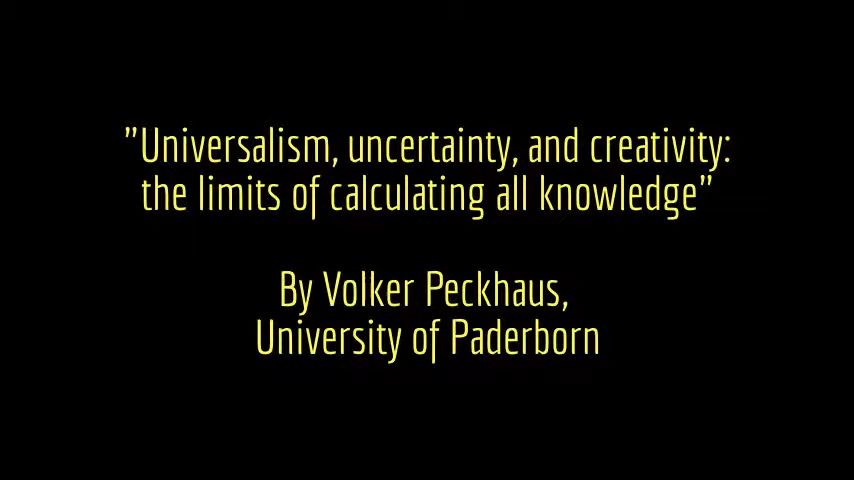 "Universalism, uncertainty, and creativity:
the limits of calculating all knowledge"
By Volker Peckhaus,
University of Paderborn